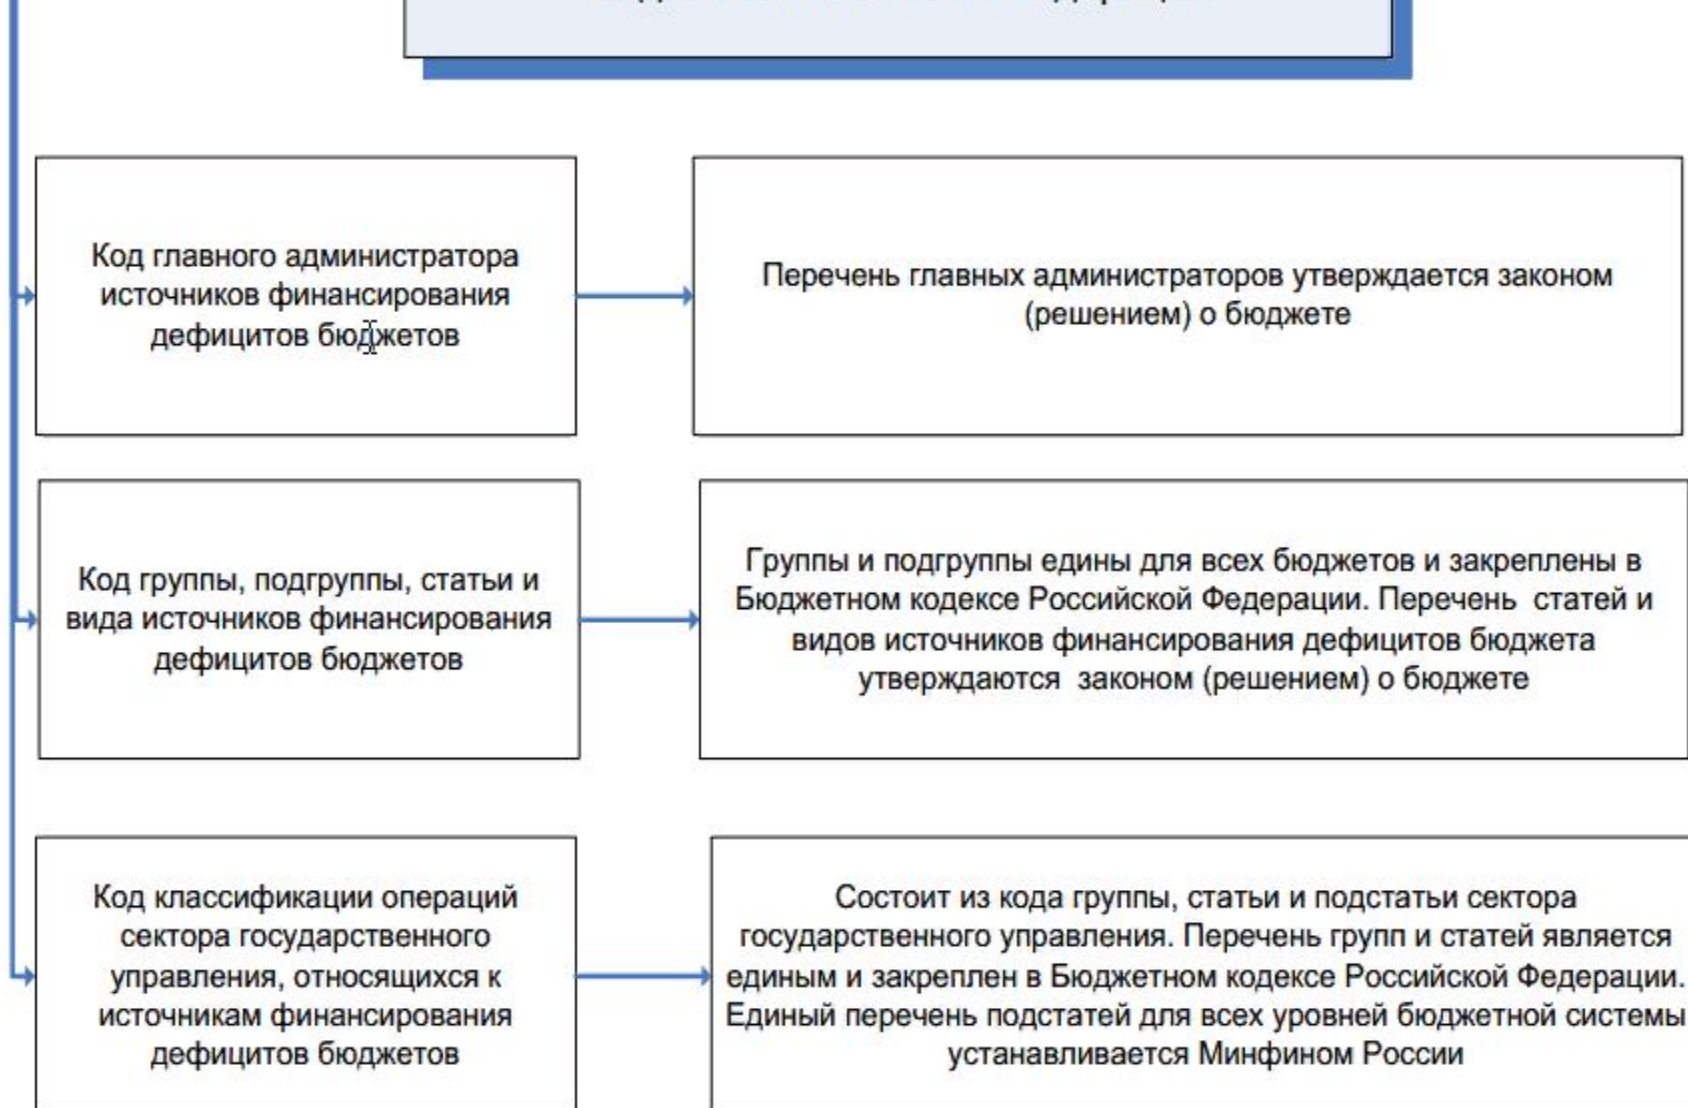 Код главного администратора
источников финансирования
дефицитов бюджетов
Перечень главных администраторов утверждается законом
(решением) о бюджете
Код группы, подгруппы, статьи и
вида источников финансирования
дефицитов бюджетов
Группы и подгруппы едины для всех бюджетов и закреплены в
Бюджетном кодексе Российской Федерации. Перечень статей и
видов источников финансирования дефицитов бюджета
утверждаются законом (решением) о бюджете
Код классификации операций
сектора государственного
управления, относящихся к
источникам финансирования
дефицитов бюджетов
Состоит из кода группы, статьи и подстатьи сектора
государственного управления. Перечень групп и статей является
единым и закреплен в Бюджетном кодексе Российской Федерации.
Единый перечень подстатей для всех уровней бюджетной системы
устанавливается Минфином России